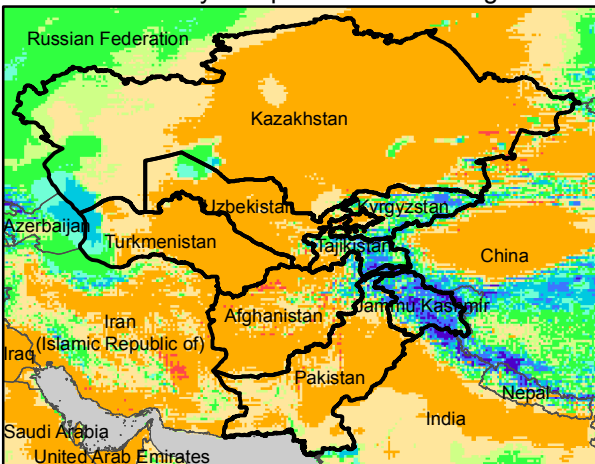 Russian Federation
Kazakhstan
Uzbekistan
Kyrgyzstan
Azerbaijan
Turkmenistan
Tajikistan
China
Jammu Kashmir
Afghanistan
Iran
(Islamic Republic of)
Iraq
Pakistan
Nepal
India
Saudi Arabia
United Arab Emirates